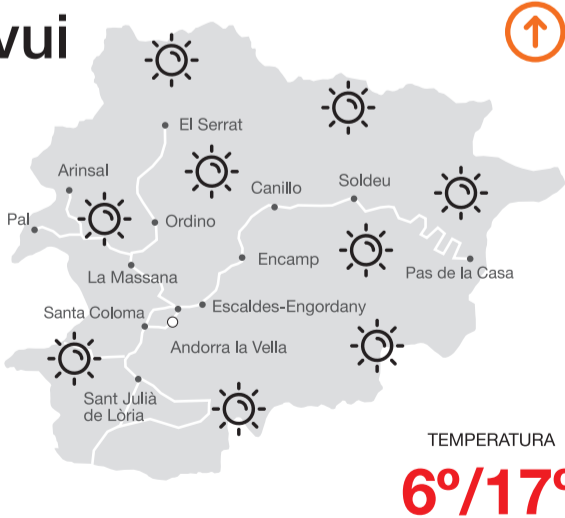 vui
El Serrat
Arinsal
Canillo
Soldeu
Pal
Ordino
Encamp
Pas de la Casa
La Massana
Santa Coloma
Escaldes-Engordany
Andorra la Vella
Sant Julià
de Lòria
TEMPERATURA
6º/17º